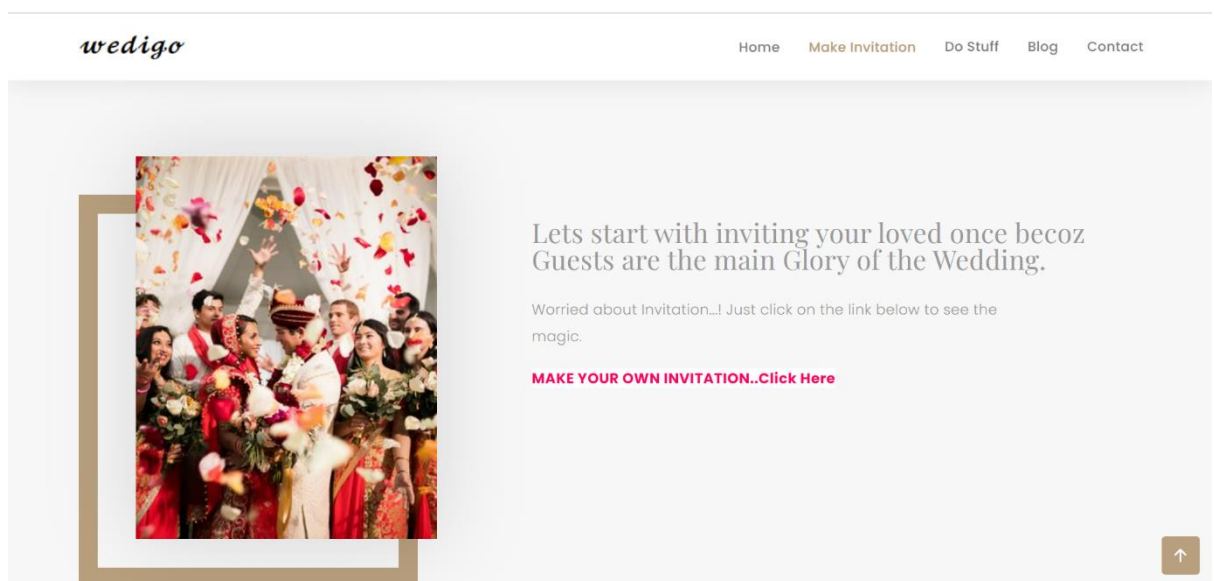 wedigo
Home Make Invitation Do Stuff Blog Contact
Lets start with inviting your loved once becoz
Guests are the main Glory of the Wedding.
Worried about Invitation...! Just click on the link below to see the
magic.
MAKE YOUR OWN INVITATION..Click Here